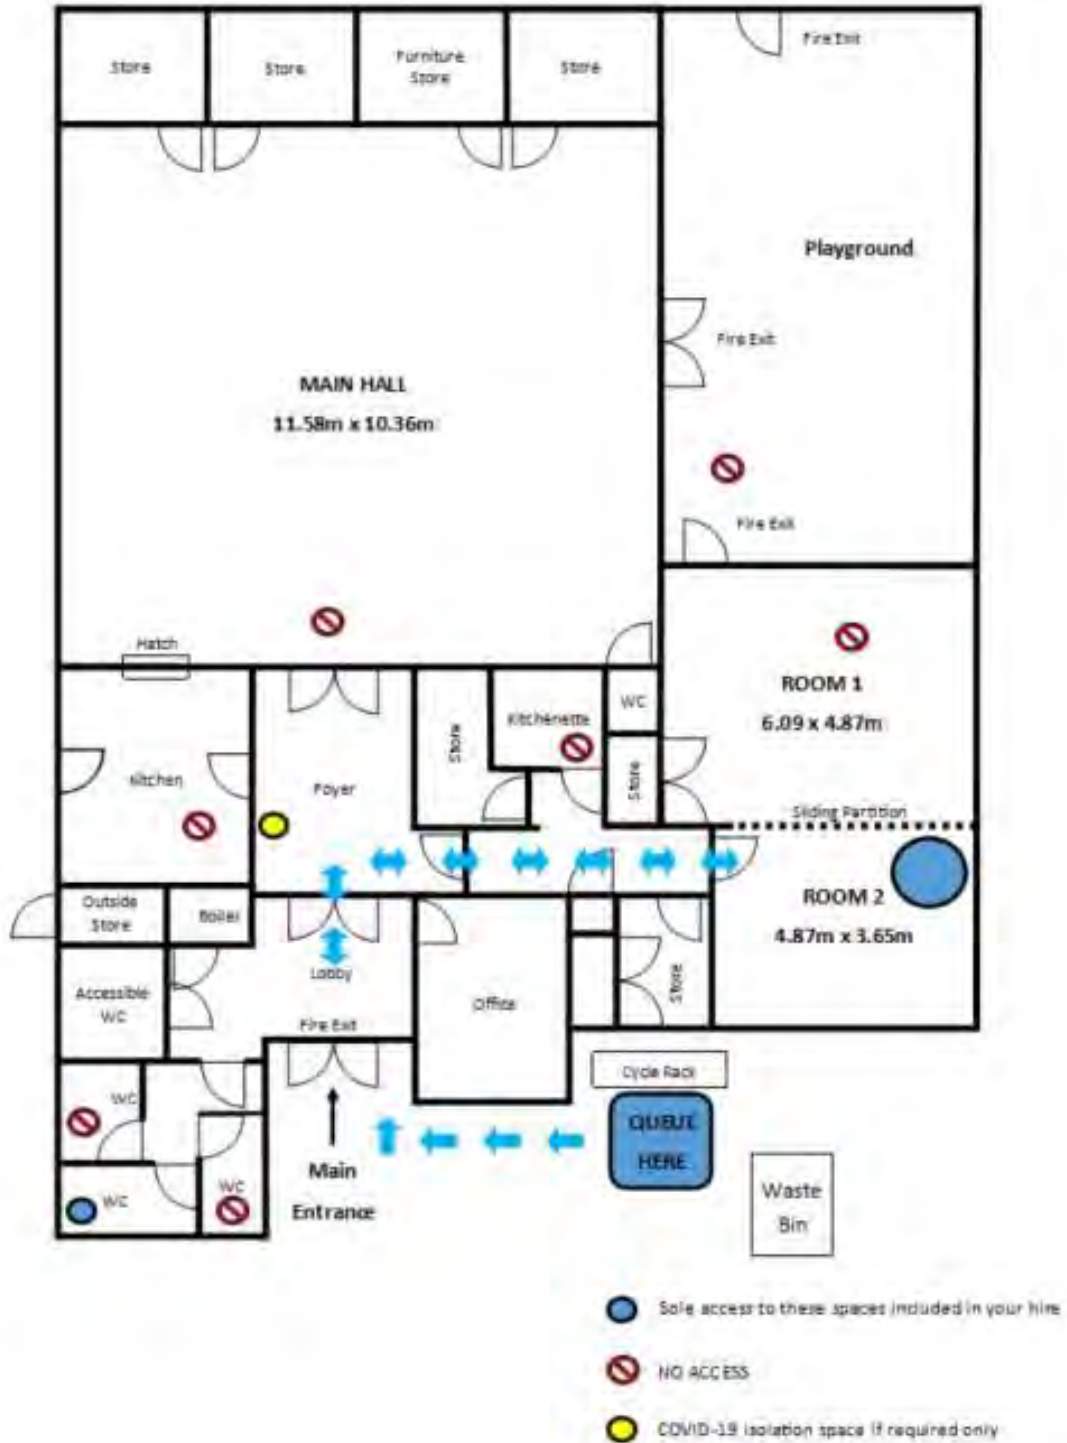 Store
Store
Furniture
Store
Store
Fire Exit
Playground
Fire Exit
MAIN HALL
11.58m x 10.36m
Fire Exit
Hatch
ROOM 1
6.09 x 4.87m
WC
Kitchenette
Store
Store
Kitchen
Foyer
Sliding Partition
Outside
Store
Boiler
ROOM 2
4.87m x 3.65m
Lobby
Accessible
WC
Office
Store
Fire Exit
Cycle Rack
WC
QUEUE
HERE
Main
Entrance
WC
WC
Waste
Bin
Sole access to these spaces included in your hire
NO ACCESS
COVID-19 isolation space if required only